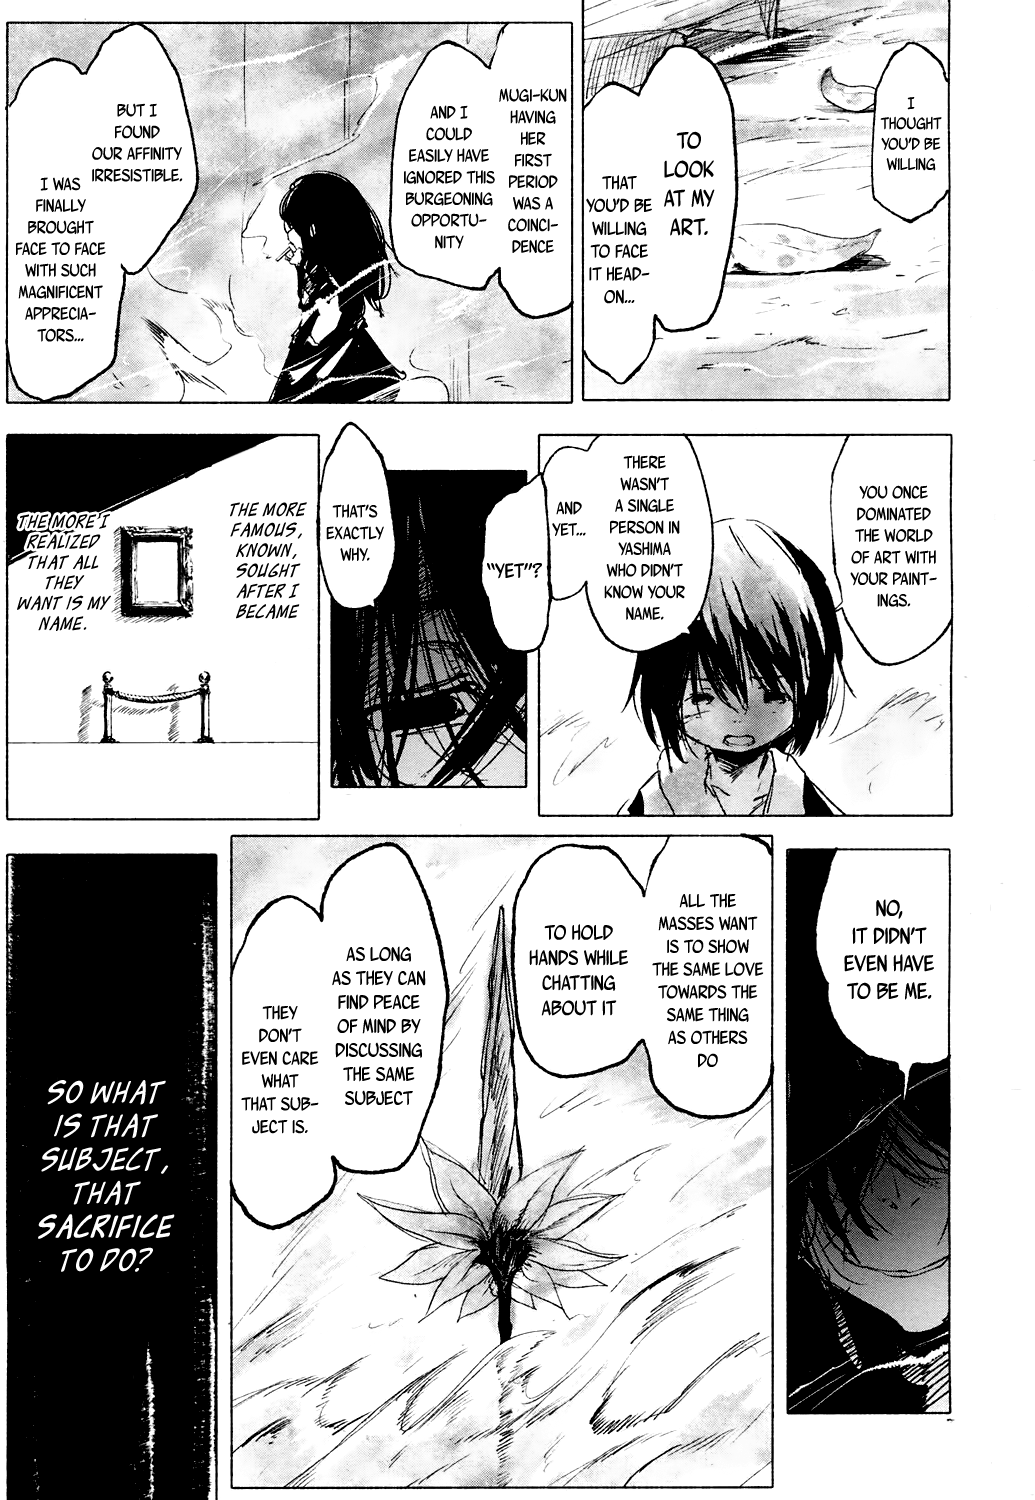 I
THOUGHT
YOU'D BE
WILLING
TO
LOOK
AT MY
ART.
THAT
YOU'D BE
WILLING
TO FACE
IT HEAD-
ON...
MUGI-KUN
HAVING
HER
FIRST
PERIOD
WAS A
COINCI-
DENCE
AND I
COULD
EASILY HAVE
IGNORED THIS
BURGEONING
OPPORTU-
NITY
BUT I
FOUND
OUR AFFINITY
IRRESISTIBLE.
I WAS
FINALLY
BROUGHT
FACE TO FACE
WITH SUCH
MAGNIFICENT
APPRECIA-
TORS...
YOU ONCE
DOMINATED
THE WORLD
OF ART WITH
YOUR PAINT-
INGS.
THERE
WASN'T
A SINGLE
PERSON IN
YASHIMA
WHO DIDN'T
KNOW YOUR
NAME.
AND
YET...
"YET"?
THAT'S
EXACTLY
WHY.
THE MORE
FAMOUS,
KNOWN,
SOUGHT
AFTER I
BECAME
THE MORE I
REALIZED
THAT ALL
THEY
WANT IS MY
NAME.
NO,
IT DIDN'T
EVEN HAVE
TO BE ME.
ALL THE
MASSES WANT
IS TO SHOW
THE SAME LOVE
TOWARDS THE
SAME THING
AS OTHERS
DO
TO HOLD
HANDS WHILE
CHATTING
ABOUT IT
AS LONG
AS THEY CAN
FIND PEACE
OF MIND BY
DISCUSSING
THE SAME
SUBJECT
THEY
DON'T
EVEN CARE
WHAT
THAT SUB-
JECT IS.
SO WHAT
IS THAT
SUBJECT,
THAT
SACRIFICE
TO DO?